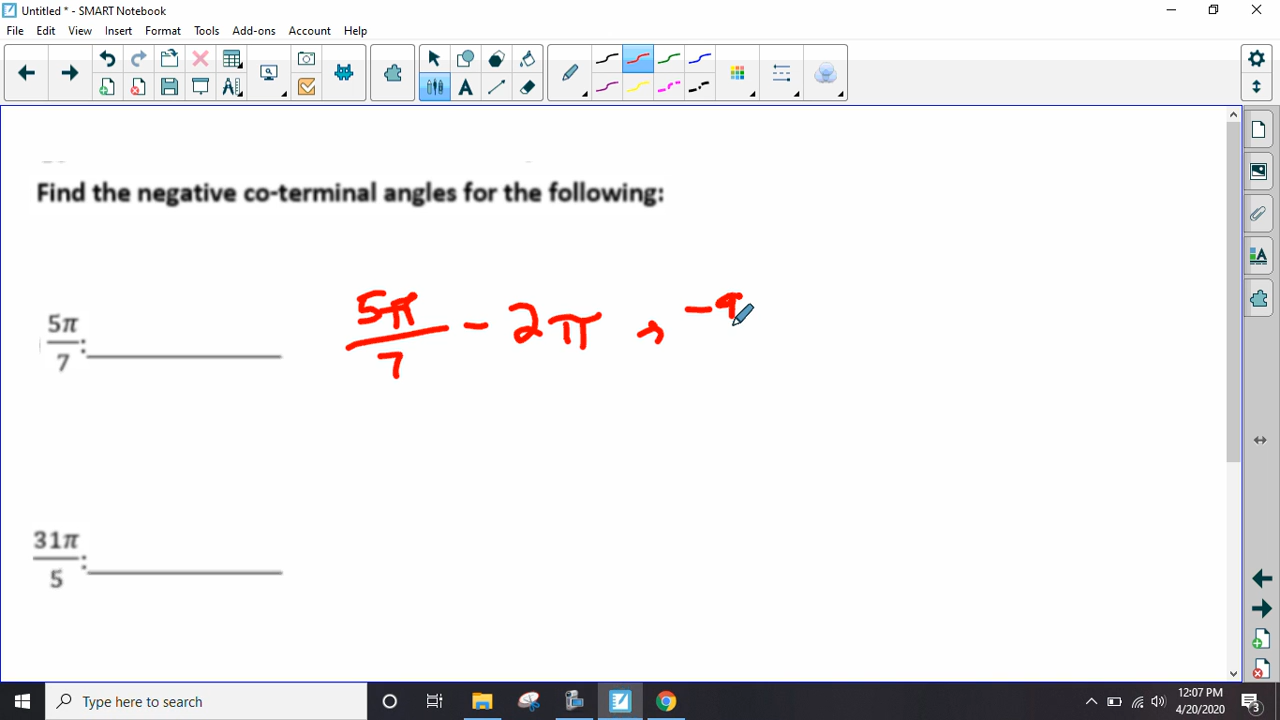 Untitled * - SMART Notebook
File Edit View Insert Format Tools Add-ons Account Help
Find the negative co-terminal angles for the following:
5π/7 - 2π → -9
5π/7:
31π/5:
Type here to search
12:07 PM
4/20/2020
3